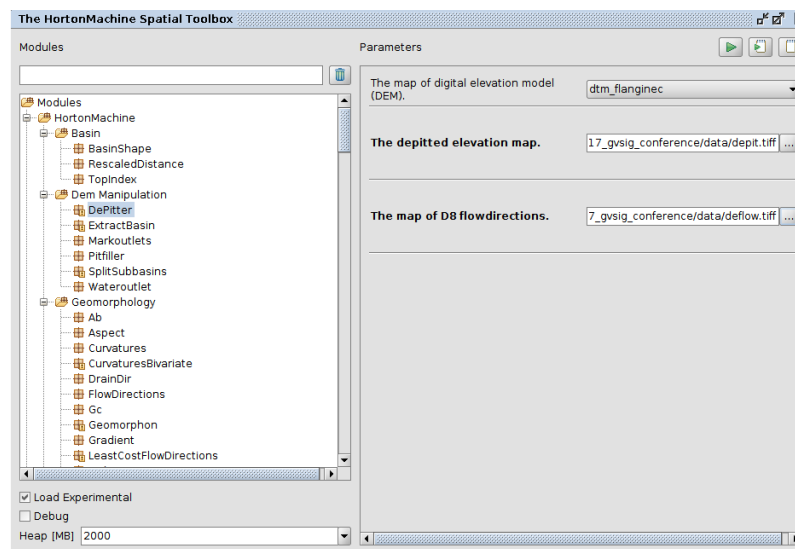 The HortonMachine Spatial Toolbox
Modules
Parameters
The map of digital elevation model
(DEM).
dtm_flanginec
The depitted elevation map.
17_gvsig_conference/data/depit.tiff
...
The map of D8 flowdirections.
7_gvsig_conference/data/deflow.tiff
...
Modules
HortonMachine
Basin
BasinShape
RescaledDistance
TopIndex
Dem Manipulation
DePitter
ExtractBasin
Markoutlets
Pitfiller
SplitSubbasins
Wateroutlet
Geomorphology
Ab
Aspect
Curvatures
CurvaturesBivariate
DrainDir
FlowDirections
Gc
Geomorphon
Gradient
LeastCostFlowDirections
Load Experimental
Debug
Heap [MB] 2000